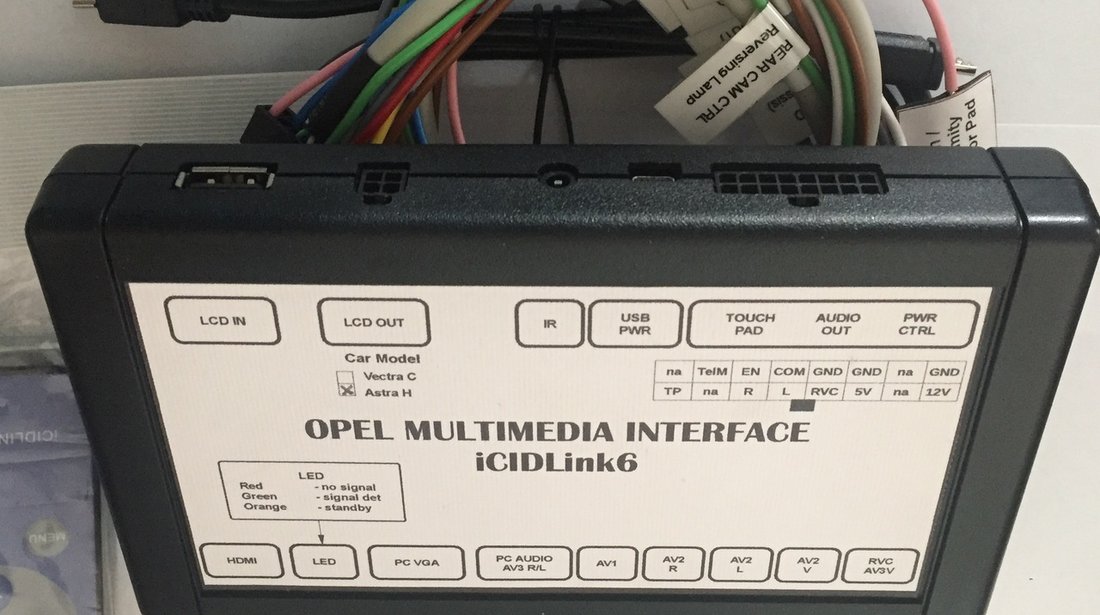 REAR CAM CTRL
Reversing Lamp
LCD IN
LCD OUT
IR
USB
PWR
TOUCH
PAD
AUDIO
OUT
PWR
CTRL
Car Model
Vectra C
Astra H
na TelM EN COM GND GND na GND
TP na R L RVC 5V na 12V
OPEL MULTIMEDIA INTERFACE
iCIDLink6
LED
Red - no signal
Green - signal det
Orange - standby
HDMI
LED
PC VGA
PC AUDIO
AV3 R/L
AV1
AV2
R
AV2
L
AV2
V
RVC
AV3V
MENU